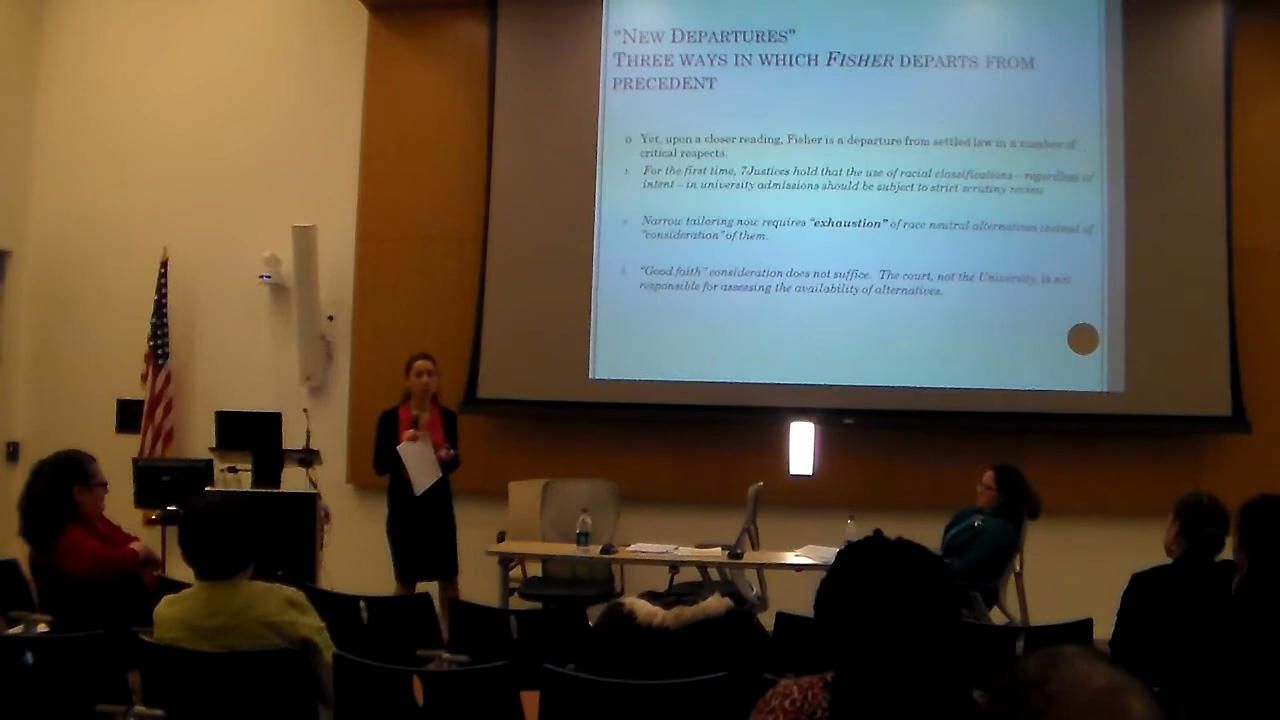 "NEW DEPARTURES"
THREE WAYS IN WHICH FISHER DEPARTS FROM
PRECEDENT
Yet, upon a closer reading, Fisher is a departure from settled law in a number of
critical respects.
For the first time, 7Justices hold that the use of racial classifications – regardless of
intent – in university admissions should be subject to strict scrutiny review
Narrow tailoring now requires "exhaustion" of race neutral alternatives instead of
"consideration" of them.
"Good faith" consideration does not suffice. The court, not the University, is not
responsible for assessing the availability of alternatives.